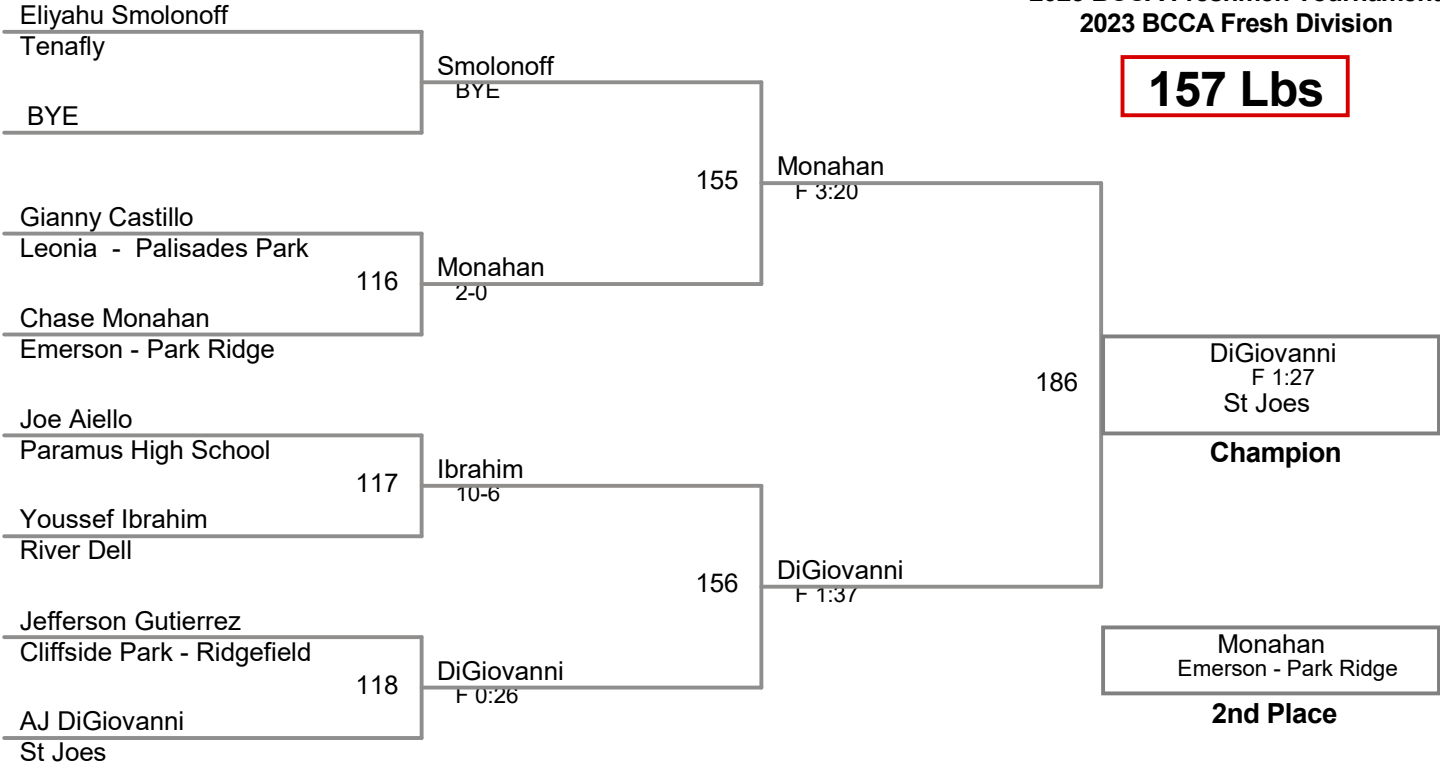 2023 BCCA Fresh Division
157 Lbs
Eliyahu Smolonoff
Tenafly
BYE
Gianny Castillo
Leonia - Palisades Park
116
Chase Monahan
Emerson - Park Ridge
Joe Aiello
Paramus High School
117
Youssef Ibrahim
River Dell
Jefferson Gutierrez
Cliffside Park - Ridgefield
118
AJ DiGiovanni
St Joes
Smolonoff
BYE
155
Monahan
2-0
Ibrahim
10-6
156
DiGiovanni
F 0:26
Monahan
F 3:20
186
DiGiovanni
F 1:37
DiGiovanni
F 1:27
St Joes
Champion
Monahan
Emerson - Park Ridge
2nd Place